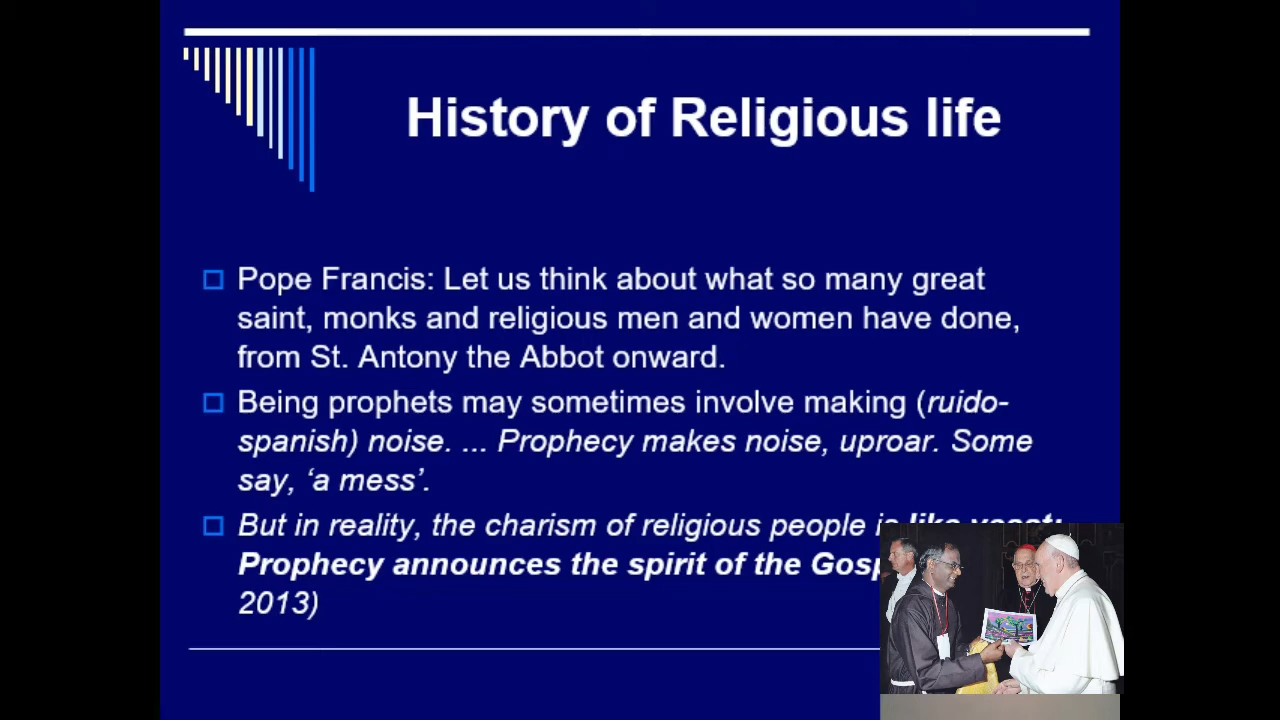 History of Religious life
Pope Francis: Let us think about what so many great
saint, monks and religious men and women have done,
from St. Antony the Abbot onward.
Being prophets may sometimes involve making (ruido-
spanish) noise. ... Prophecy makes noise, uproar. Some
say, ‘a mess’.
But in reality, the charism of religious people is like yeast:
Prophecy announces the spirit of the
2013)